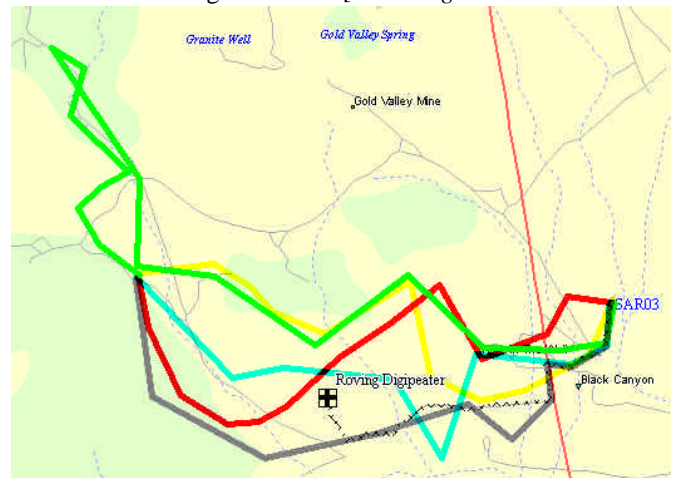 Granite Well
Gold Valley Spring
Gold Valley Mine
SAR03
Roving Digipeater
Black Canyon